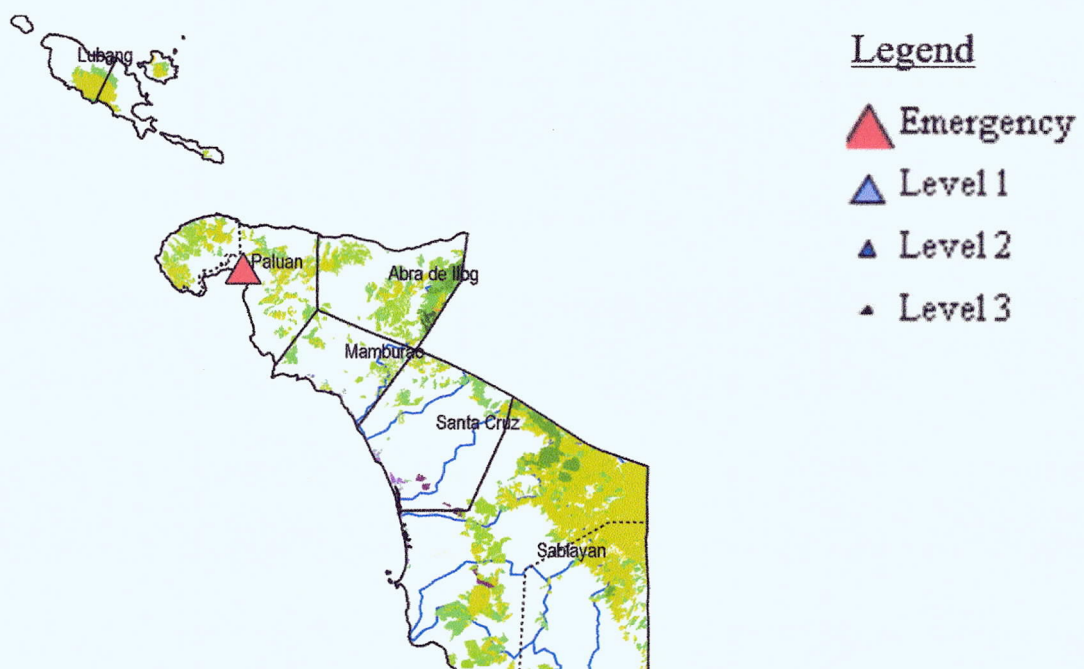 Lubang
Legend
Emergency
Level 1
Level 2
Level 3
Paluan
Abra de Ilog
Mamburao
Santa Cruz
Sablayan